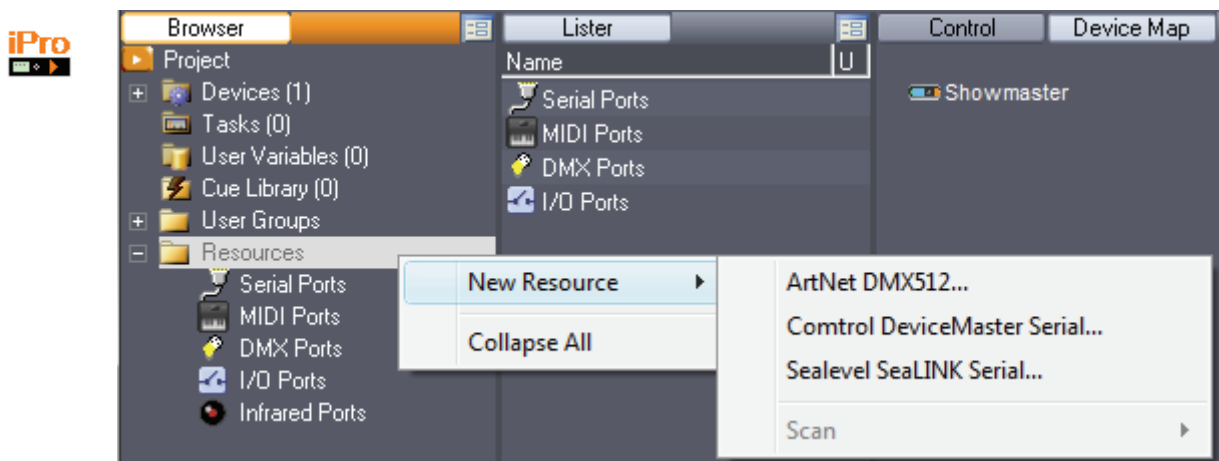 iPro
Browser
Project
Devices (1)
Tasks (0)
User Variables (0)
Cue Library (0)
User Groups
Resources
Serial Ports
MIDI Ports
DMX Ports
I/O Ports
Infrared Ports
Lister
Name U
Serial Ports
MIDI Ports
DMX Ports
I/O Ports
Control
Device Map
Showmaster
New Resource
Collapse All
ArtNet DMX512...
Comtrol DeviceMaster Serial...
Sealevel SeaLINK Serial...
Scan